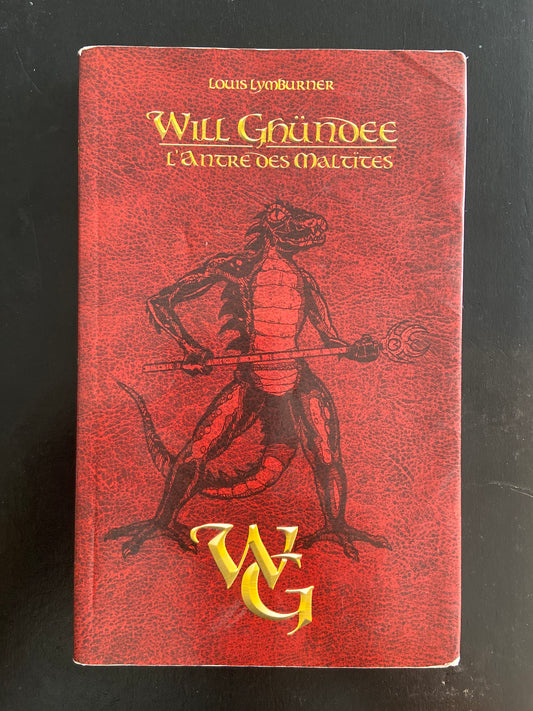 Louis Lymburner
Will Ghündee
L'Antre des Maltites
WG